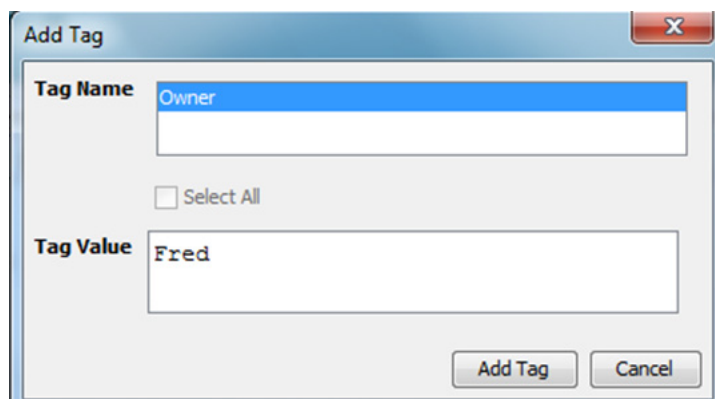 Add Tag
Tag Name
Owner
Select All
Tag Value
Fred
Add Tag
Cancel